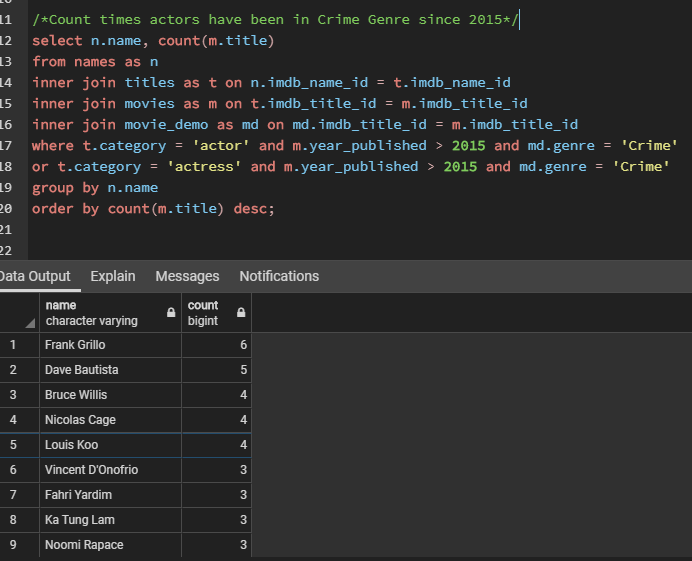 11 /*Count times actors have been in Crime Genre since 2015*/
12 select n.name, count(m.title)
13 from names as n
14 inner join titles as t on n.imdb_name_id = t.imdb_name_id
15 inner join movies as m on t.imdb_title_id = m.imdb_title_id
16 inner join movie_demo as md on md.imdb_title_id = m.imdb_title_id
17 where t.category = 'actor' and m.year_published > 2015 and md.genre = 'Crime'
18 or t.category = 'actress' and m.year_published > 2015 and md.genre = 'Crime'
19 group by n.name
20 order by count(m.title) desc;
21
22
Data Output Explain Messages Notifications
name count
character varying bigint
1 Frank Grillo 6
2 Dave Bautista 5
3 Bruce Willis 4
4 Nicolas Cage 4
5 Louis Koo 4
6 Vincent D'Onofrio 3
7 Fahri Yardim 3
8 Ka Tung Lam 3
9 Noomi Rapace 3